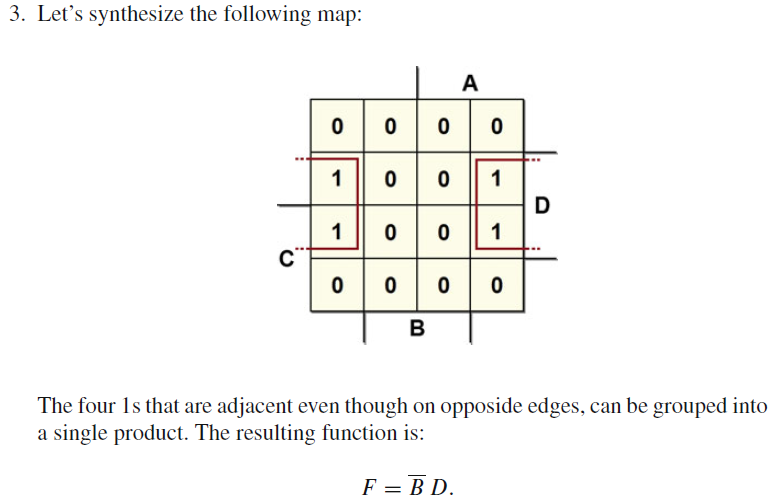 3. Let's synthesize the following map:
A
0 0 0 0
1 0 0 1
D
1 0 0 1
C
0 0 0 0
B
The four 1s that are adjacent even though on opposide edges, can be grouped into
a single product. The resulting function is:
F = B̅ D.